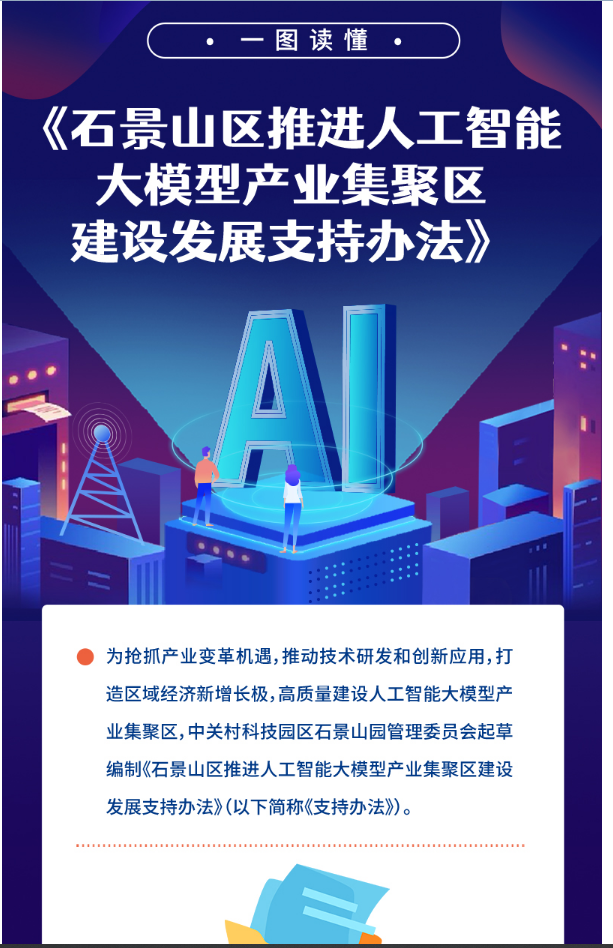 · 一图读懂 ·
《石景山区推进人工智能
大模型产业集聚区
建设发展支持办法》
AI
为抢抓产业变革机遇，推动技术研发和创新应用，打
造区域经济新增长极，高质量建设人工智能大模型产
业集聚区，中关村科技园区石景山园管理委员会起草
编制《石景山区推进人工智能大模型产业集聚区建设
发展支持办法》（以下简称《支持办法》）。